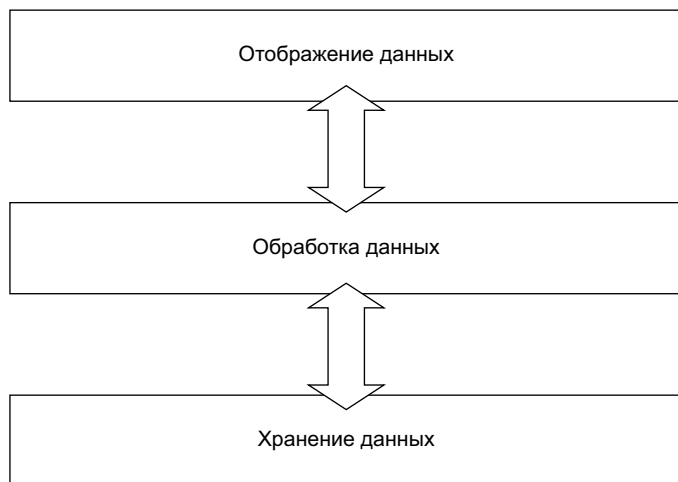 Отображение данных
Обработка данных
Хранение данных